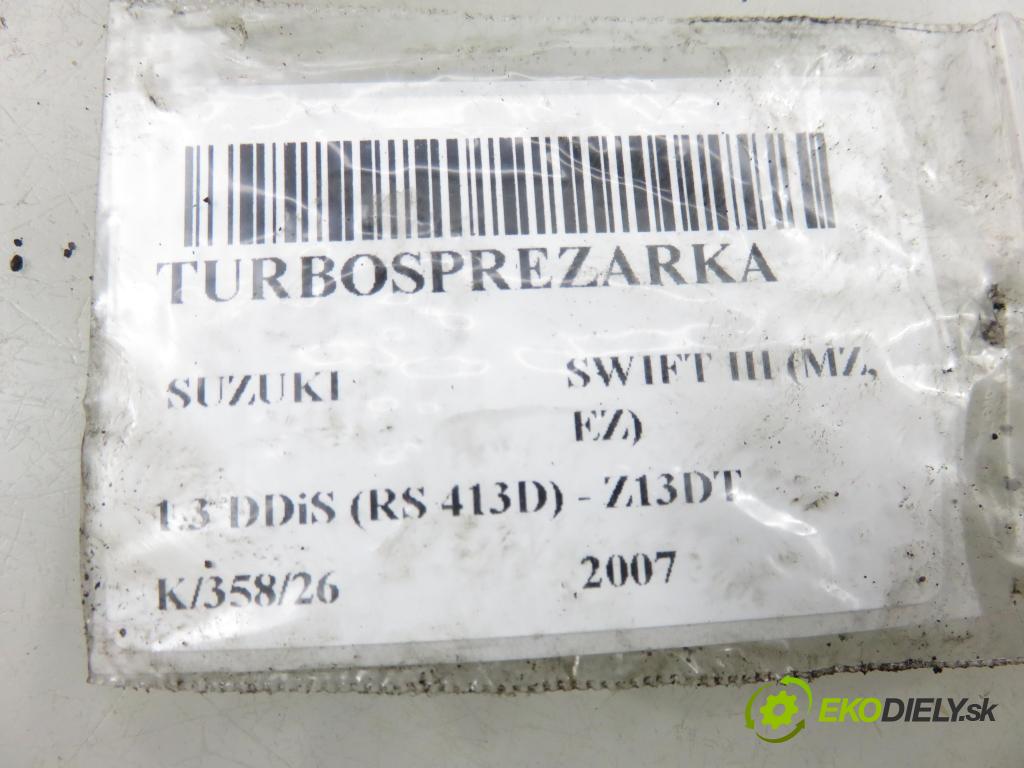 TURBOSPREZARKA
SUZUKI SWIFT III (MZ,
EZ)
1.3 DDiS (RS 413D) - Z13DT
K/358/26 2007
EKODIELY.sk